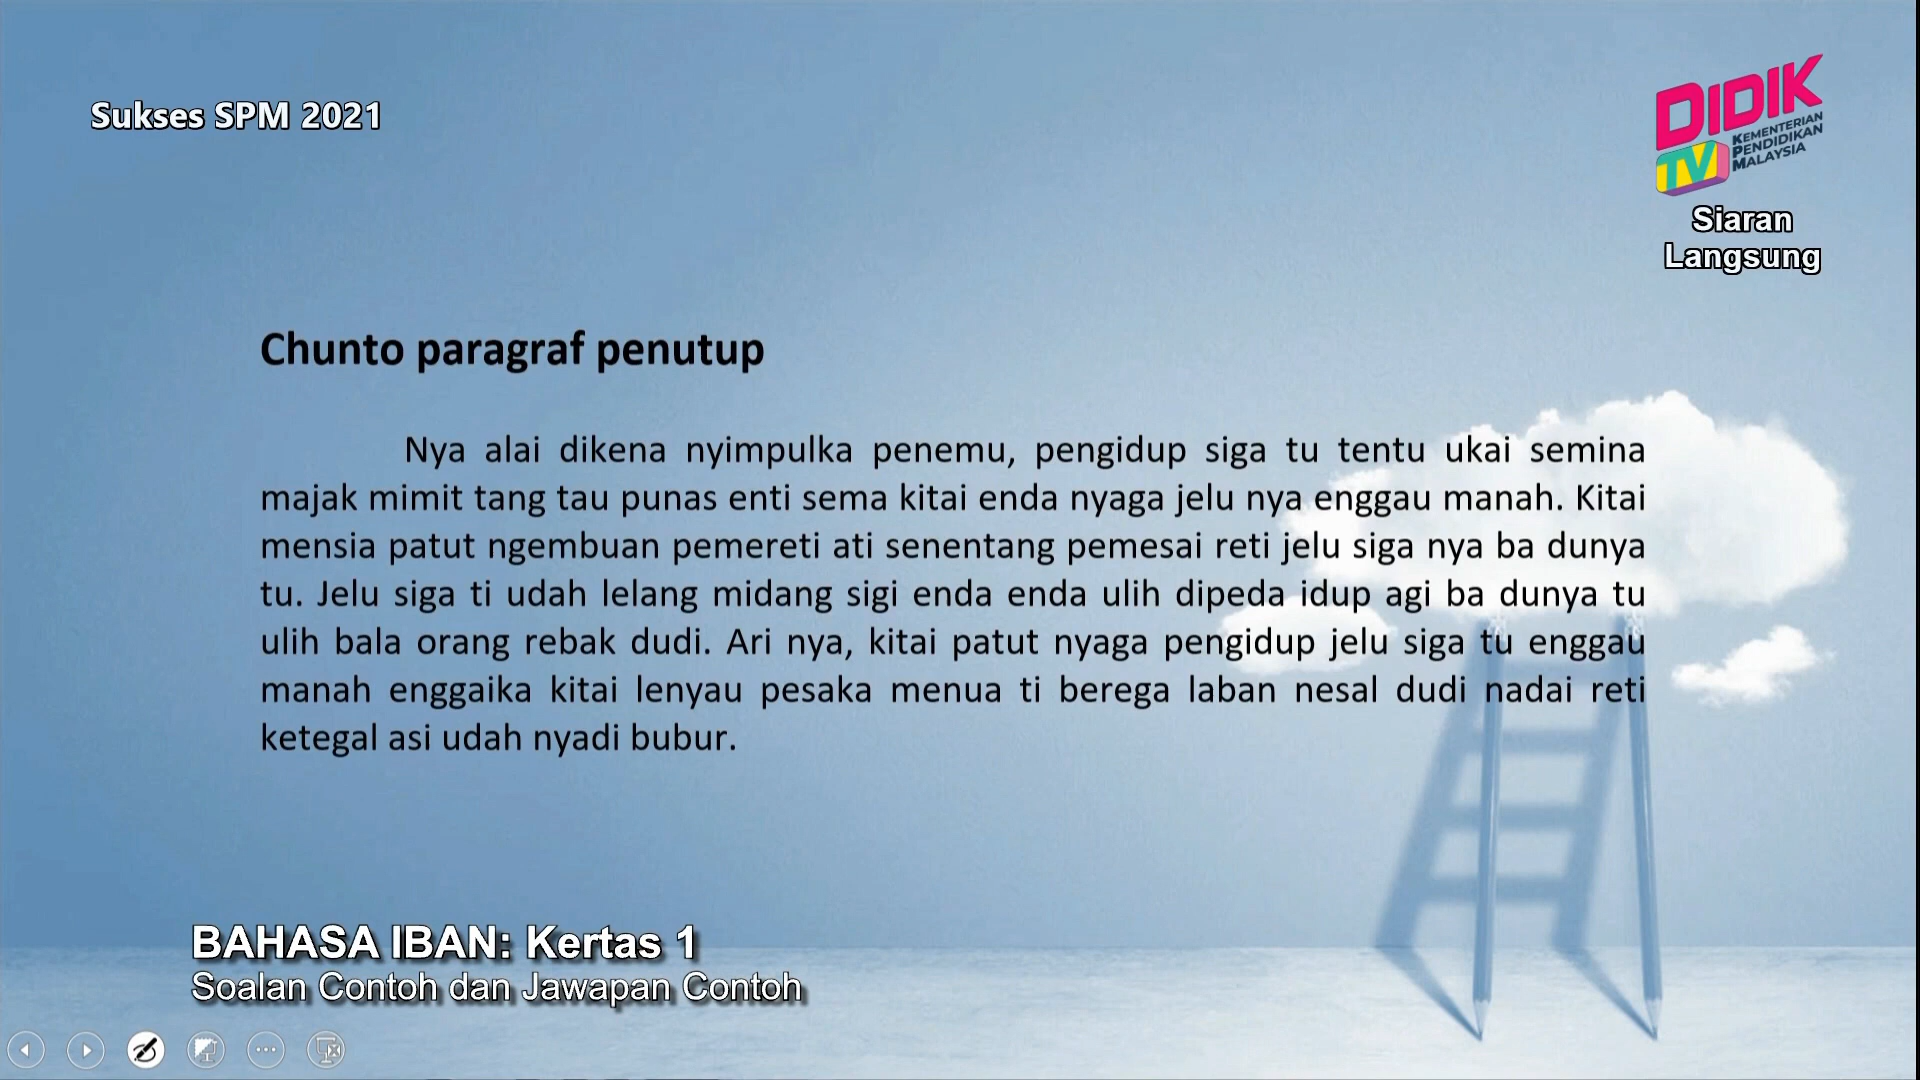 Sukses SPM 2021
DIDIK
TV
KEMENTERIAN
PENDIDIKAN
MALAYSIA
Siaran
Langsung
Chunto paragraf penutup
Nya alai dikena nyimpulka penemu, pengidup siga tu tentu ukai semina
majak mimit tang tau punas enti sema kitai enda nyaga jelu nya enggau manah. Kitai
mensia patut ngembuan pemereti ati senentang pemesai reti jelu siga nya ba dunya
tu. Jelu siga ti udah lelang midang sigi enda enda ulih dipeda idup agi ba dunya tu
ulih bala orang rebak dudi. Ari nya, kitai patut nyaga pengidup jelu siga tu enggau
manah enggaika kitai lenyau pesaka menua ti berega laban nesal dudi nadai reti
ketegal asi udah nyadi bubur.
BAHASA IBAN: Kertas 1
Soalan Contoh dan Jawapan Contoh